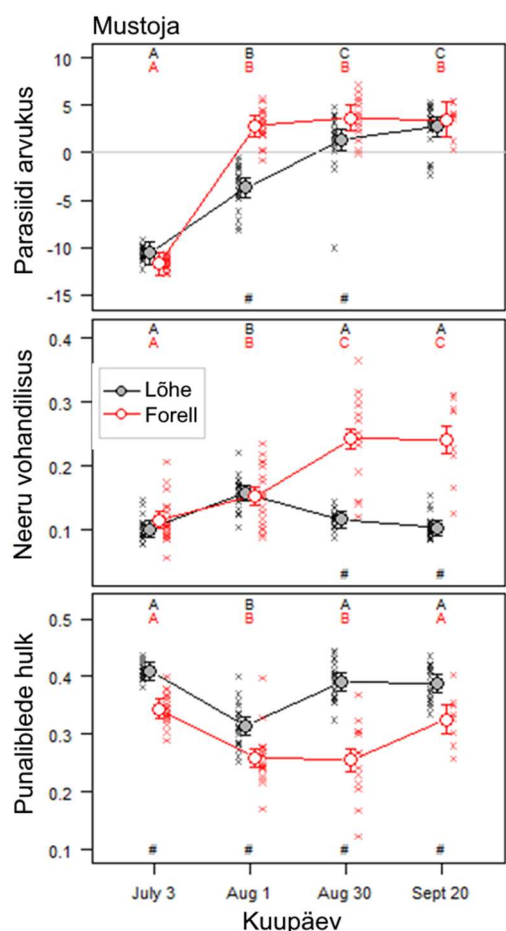 Mustoja
A B C C
A B B B
10
5
0
-5
-10
-15
Parasiidi arvukus
# #
A B A A
A B C C
0.4
0.3
0.2
0.1
Neeru vohandilisus
Lõhe
Forell
# #
A B A A
A B B A
0.5
0.4
0.3
0.2
0.1
Punaliblede hulk
# # # #
July 3 Aug 1 Aug 30 Sept 20
Kuupäev